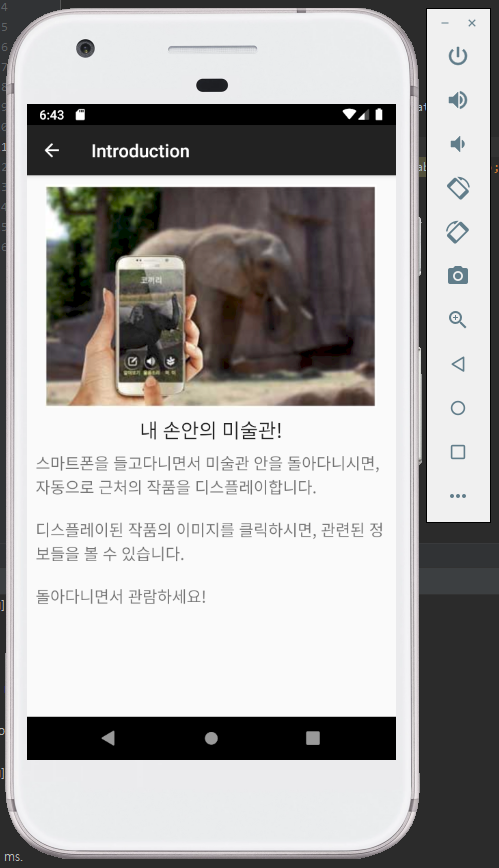 6:43
Introduction
코끼리
내 손안의 미술관!
스마트폰을 들고다니면서 미술관 안을 돌아다니시면,
자동으로 근처의 작품을 디스플레이합니다.
디스플레이된 작품의 이미지를 클릭하시면, 관련된 정
보들을 볼 수 있습니다.
돌아다니면서 관람하세요!
ms.